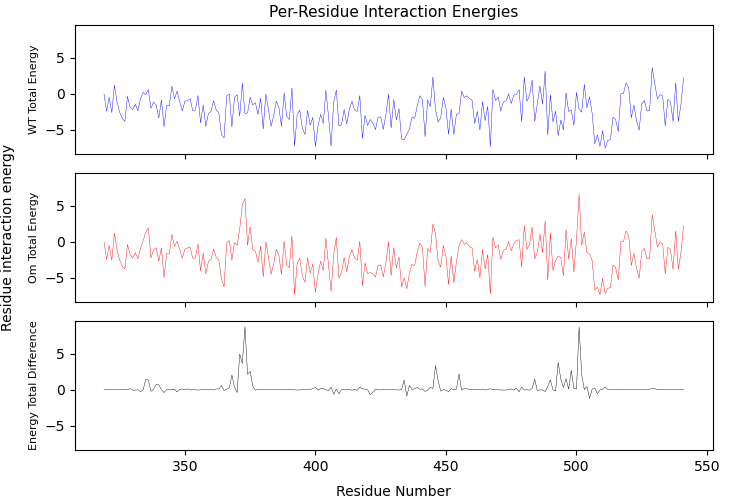 Per-Residue Interaction Energies
WT Total Energy
5
0
−5
Residue interaction energy
Om Total Energy
5
0
−5
Energy Total Difference
5
0
−5
350 400 450 500 550
Residue Number